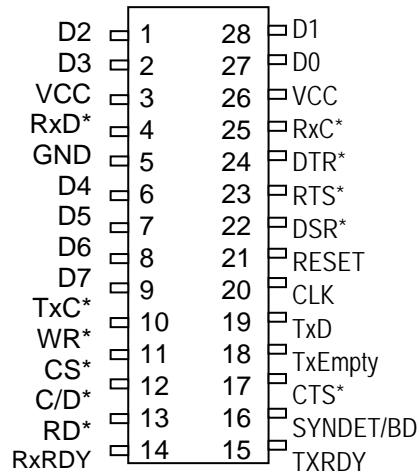 D2 1 28 D1
D3 2 27 D0
VCC 3 26 VCC
RxD* 4 25 RxC*
GND 5 24 DTR*
D4 6 23 RTS*
D5 7 22 DSR*
D6 8 21 RESET
D7 9 20 CLK
TxC* 10 19 TxD
WR* 11 18 TxEmpty
CS* 12 17 CTS*
C/D* 13 16 SYNDET/BD
RD* 14 15 TXRDY
RxRDY